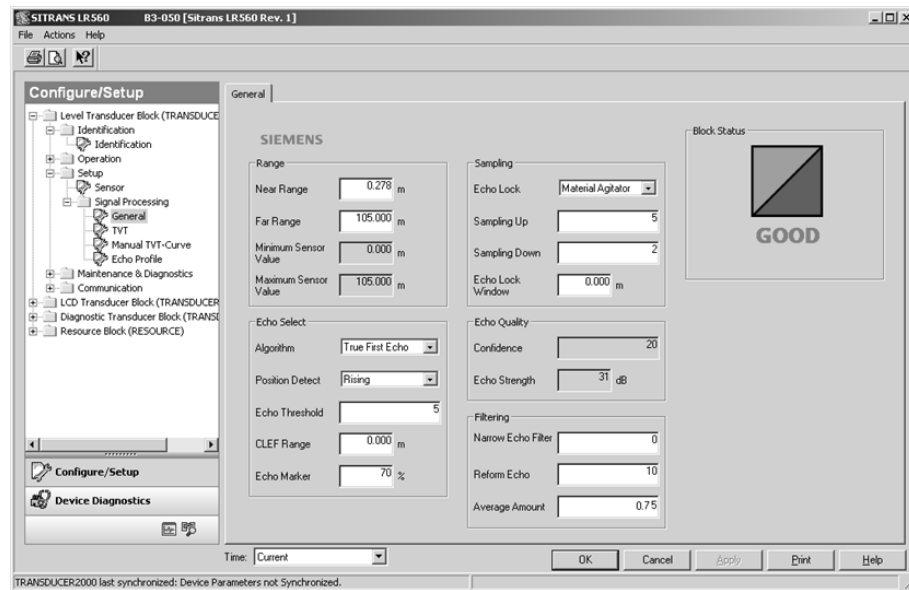 SITRANS LR560 B3-050 [Sitrans LR560 Rev. 1]
File Actions Help
Configure/Setup
Level Transducer Block (TRANSDUCE
Identification
Identification
Operation
Setup
Sensor
Signal Processing
General
TVT
Manual TVT-Curve
Echo Profile
Maintenance & Diagnostics
Communication
LCD Transducer Block (TRANSDUCER
Diagnostic Transducer Block (TRANSD
Resource Block (RESOURCE)
Configure/Setup
Device Diagnostics
General
SIEMENS
Range
Near Range 0.278 m
Far Range 105.000 m
Minimum Sensor Value 0.000 m
Maximum Sensor Value 105.000 m
Echo Select
Algorithm True First Echo
Position Detect Rising
Echo Threshold 5
CLEF Range 0.000 m
Echo Marker 70 %
Sampling
Echo Lock Material Agitator
Sampling Up 5
Sampling Down 2
Echo Lock Window 0.000 m
Echo Quality
Confidence 20
Echo Strength 31 dB
Filtering
Narrow Echo Filter 0
Reform Echo 10
Average Amount 0.75
Block Status
GOOD
Time: Current
OK Cancel Apply Print Help
TRANSDUCER2000 last synchronized: Device Parameters not Synchronized.